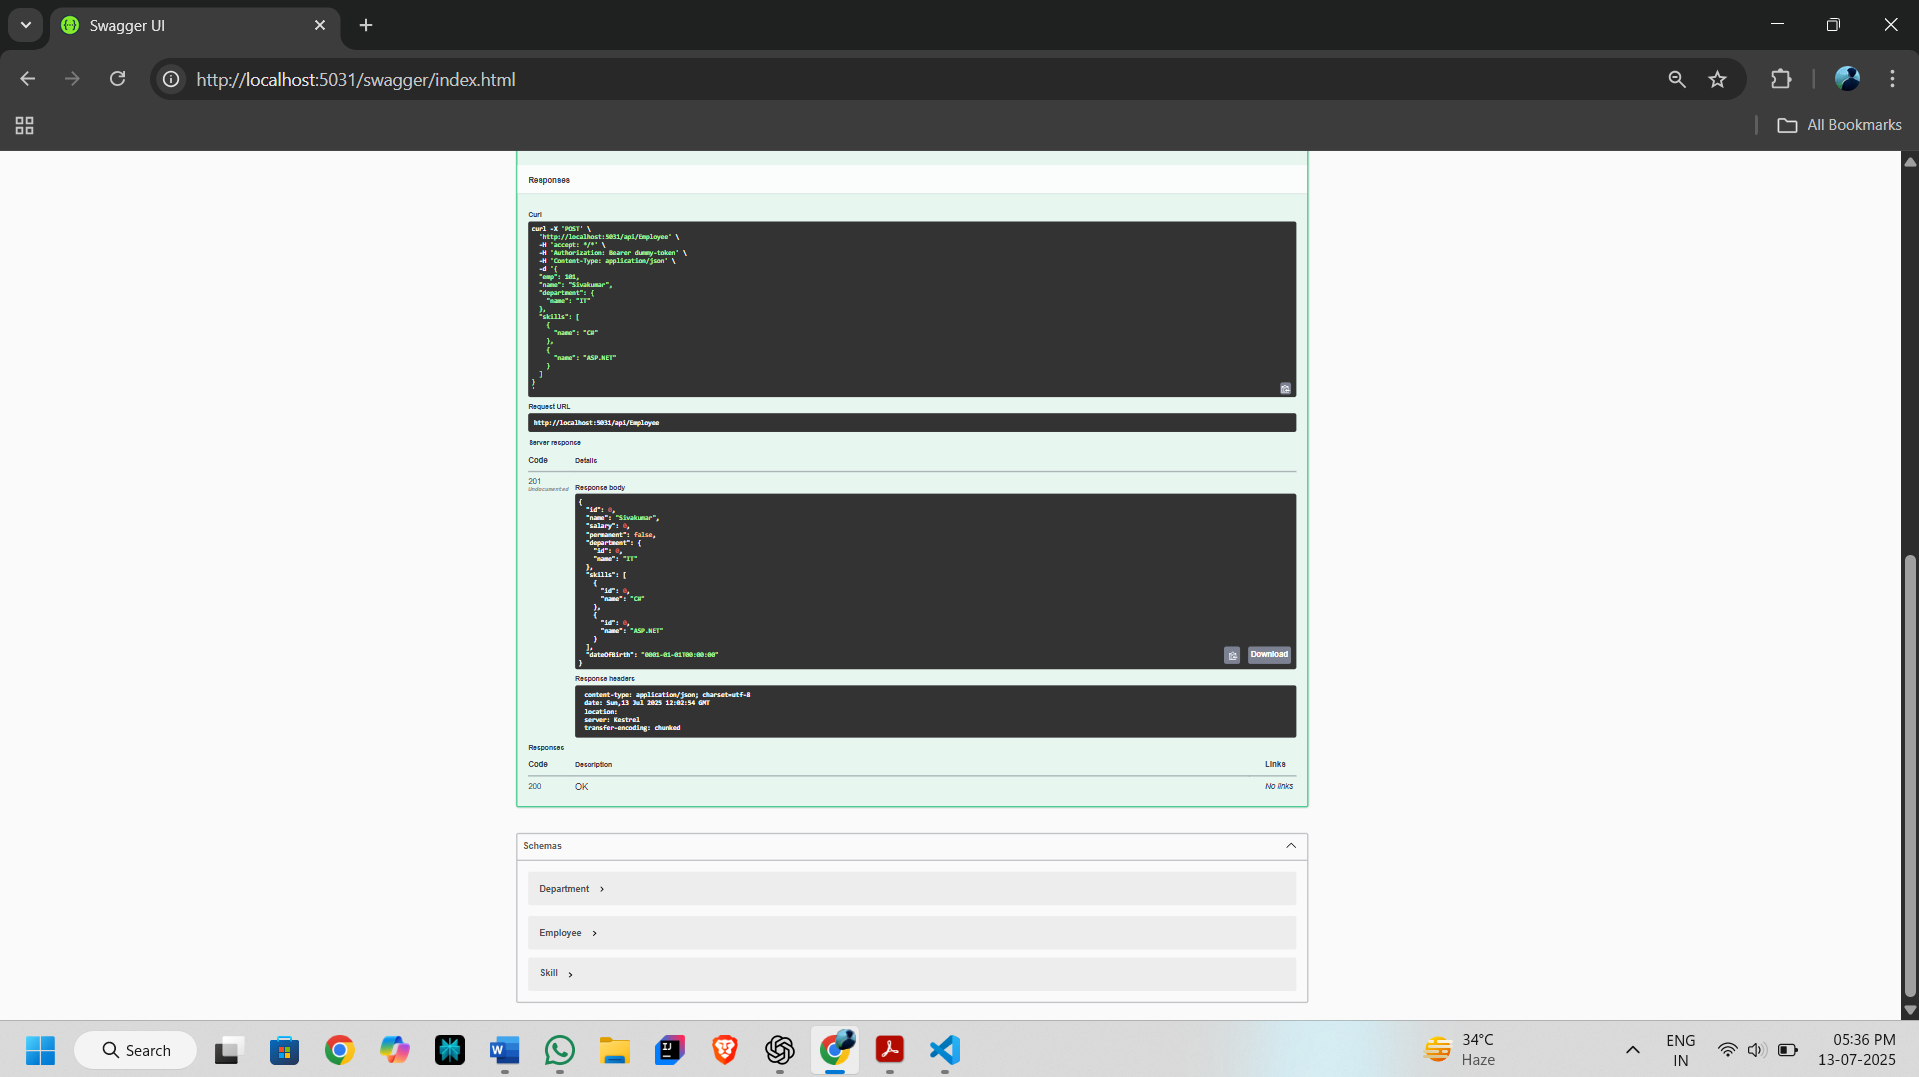 Swagger UI
http://localhost:5031/swagger/index.html
All Bookmarks
Responses
Curl
curl -X 'POST' \
'http://localhost:5031/api/Employee' \
-H 'accept: */*' \
-H 'Authorization: Bearer dummy-token' \
-H 'Content-Type: application/json' \
-d '{
"emp": 101,
"name": "Sivakumar",
"department": {
"name": "IT"
},
"skills": [
{
"name": "C#"
},
{
"name": "ASP.NET"
}
]
}
'
Request URL
http://localhost:5031/api/Employee
Server response
Code Details
201
Undocumented
Response body
{
"id": 0,
"name": "Sivakumar",
"salary": 0,
"permanent": false,
"department": {
"id": 0,
"name": "IT"
},
"skills": [
{
"id": 0,
"name": "C#"
},
{
"id": 0,
"name": "ASP.NET"
}
],
"dateOfBirth": "0001-01-01T00:00:00"
}
Download
Response headers
content-type: application/json; charset=utf-8
date: Sun,13 Jul 2025 12:02:54 GMT
location:
server: Kestrel
transfer-encoding: chunked
Responses
Code Description Links
200 OK No links
Schemas
Department
Employee
Skill
Search
34°C
Haze
ENG
IN
05:36 PM
13-07-2025